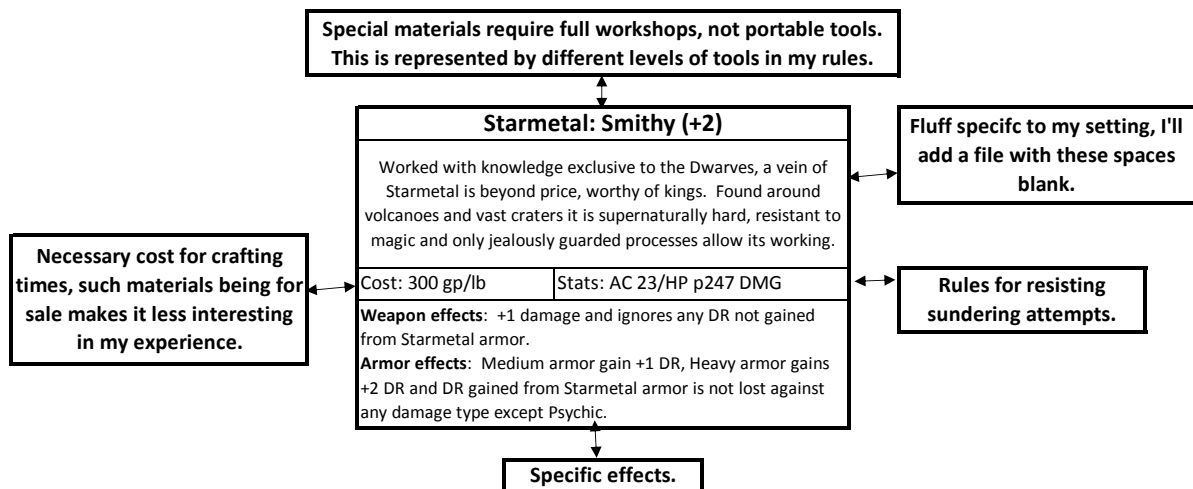 Special materials require full workshops, not portable tools.
This is represented by different levels of tools in my rules.
Starmetal: Smithy (+2)
Worked with knowledge exclusive to the Dwarves, a vein of
Starmetal is beyond price, worthy of kings. Found around
volcanoes and vast craters it is supernaturally hard, resistant to
magic and only jealously guarded processes allow its working.
Fluff specifc to my setting, I'll
add a file with these spaces
blank.
Necessary cost for crafting
times, such materials being for
sale makes it less interesting
in my experience.
Cost: 300 gp/lb
Stats: AC 23/HP p247 DMG
Rules for resisting
sundering attempts.
Weapon effects: +1 damage and ignores any DR not gained
from Starmetal armor.
Armor effects: Medium armor gain +1 DR, Heavy armor gains
+2 DR and DR gained from Starmetal armor is not lost against
any damage type except Psychic.
Specific effects.